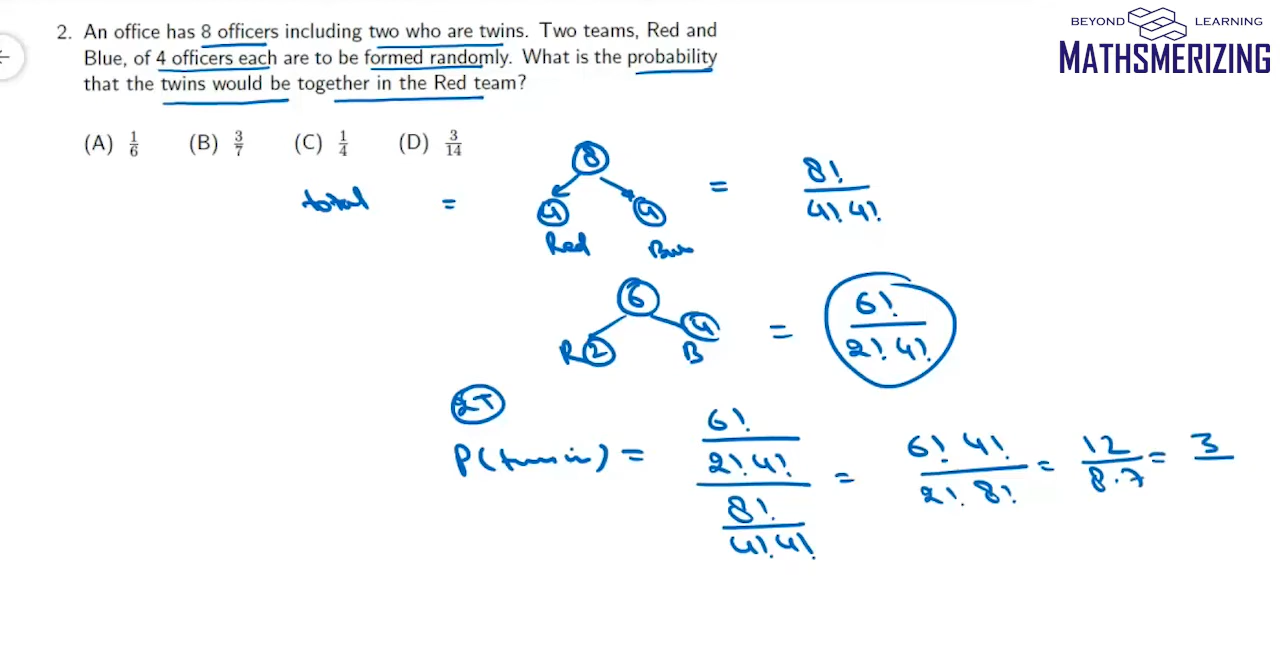 BEYOND LEARNING
MATHSMERIZING
2. An office has 8 officers including two who are twins. Two teams, Red and
Blue, of 4 officers each are to be formed randomly. What is the probability
that the twins would be together in the Red team?
(A) 1/6 (B) 3/7 (C) 1/4 (D) 3/14
total = 8 4 4 = 8!/4!4!
Red
6 2 4 = 6!/2!4!
R B
2T
P(twin) = (6!/2!4!)/(8!/4!4!) = 6!4!/2!8! = 12/8.7 = 3